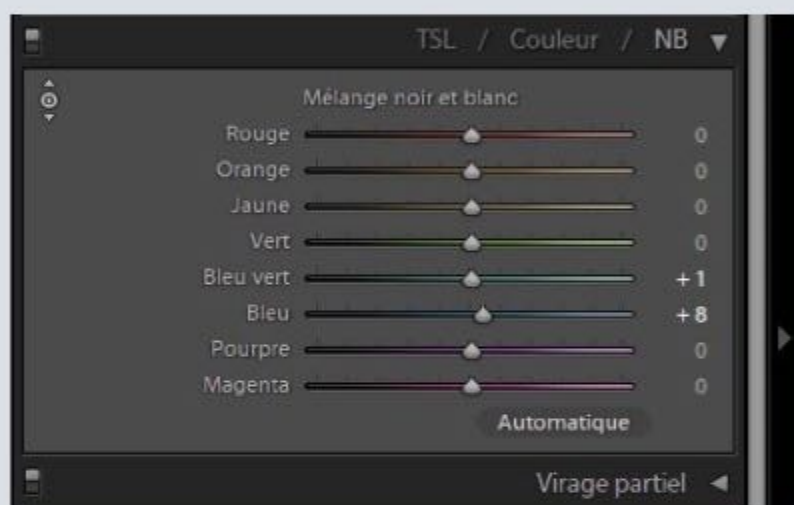 TSL / Couleur / NB
Mélange noir et blanc
Rouge 0
Orange 0
Jaune 0
Vert 0
Bleu vert + 1
Bleu + 8
Pourpre 0
Magenta 0
Automatique
Virage partiel